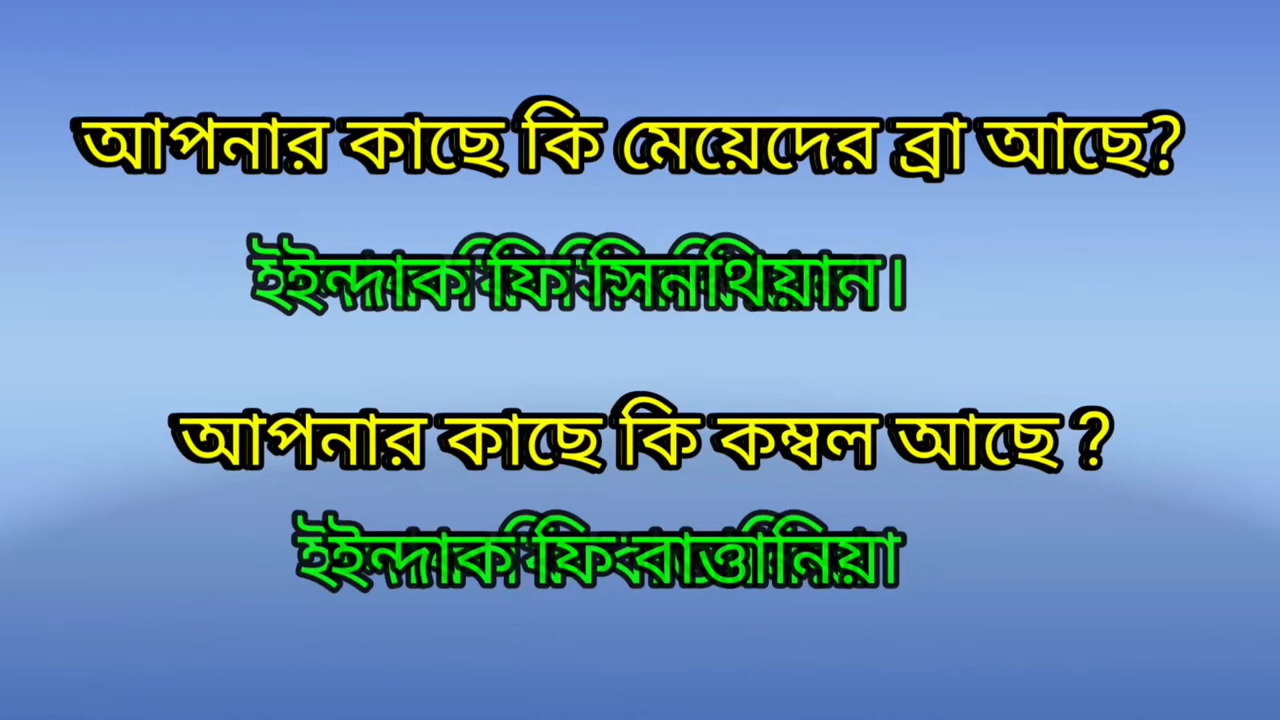 আপনার কাছে কি মেয়েদের ব্রা আছে?
ইইন্দাক ফি সিনথিয়ান।
আপনার কাছে কি কম্বল আছে ?
ইইন্দাক ফি বাত্তানিয়া